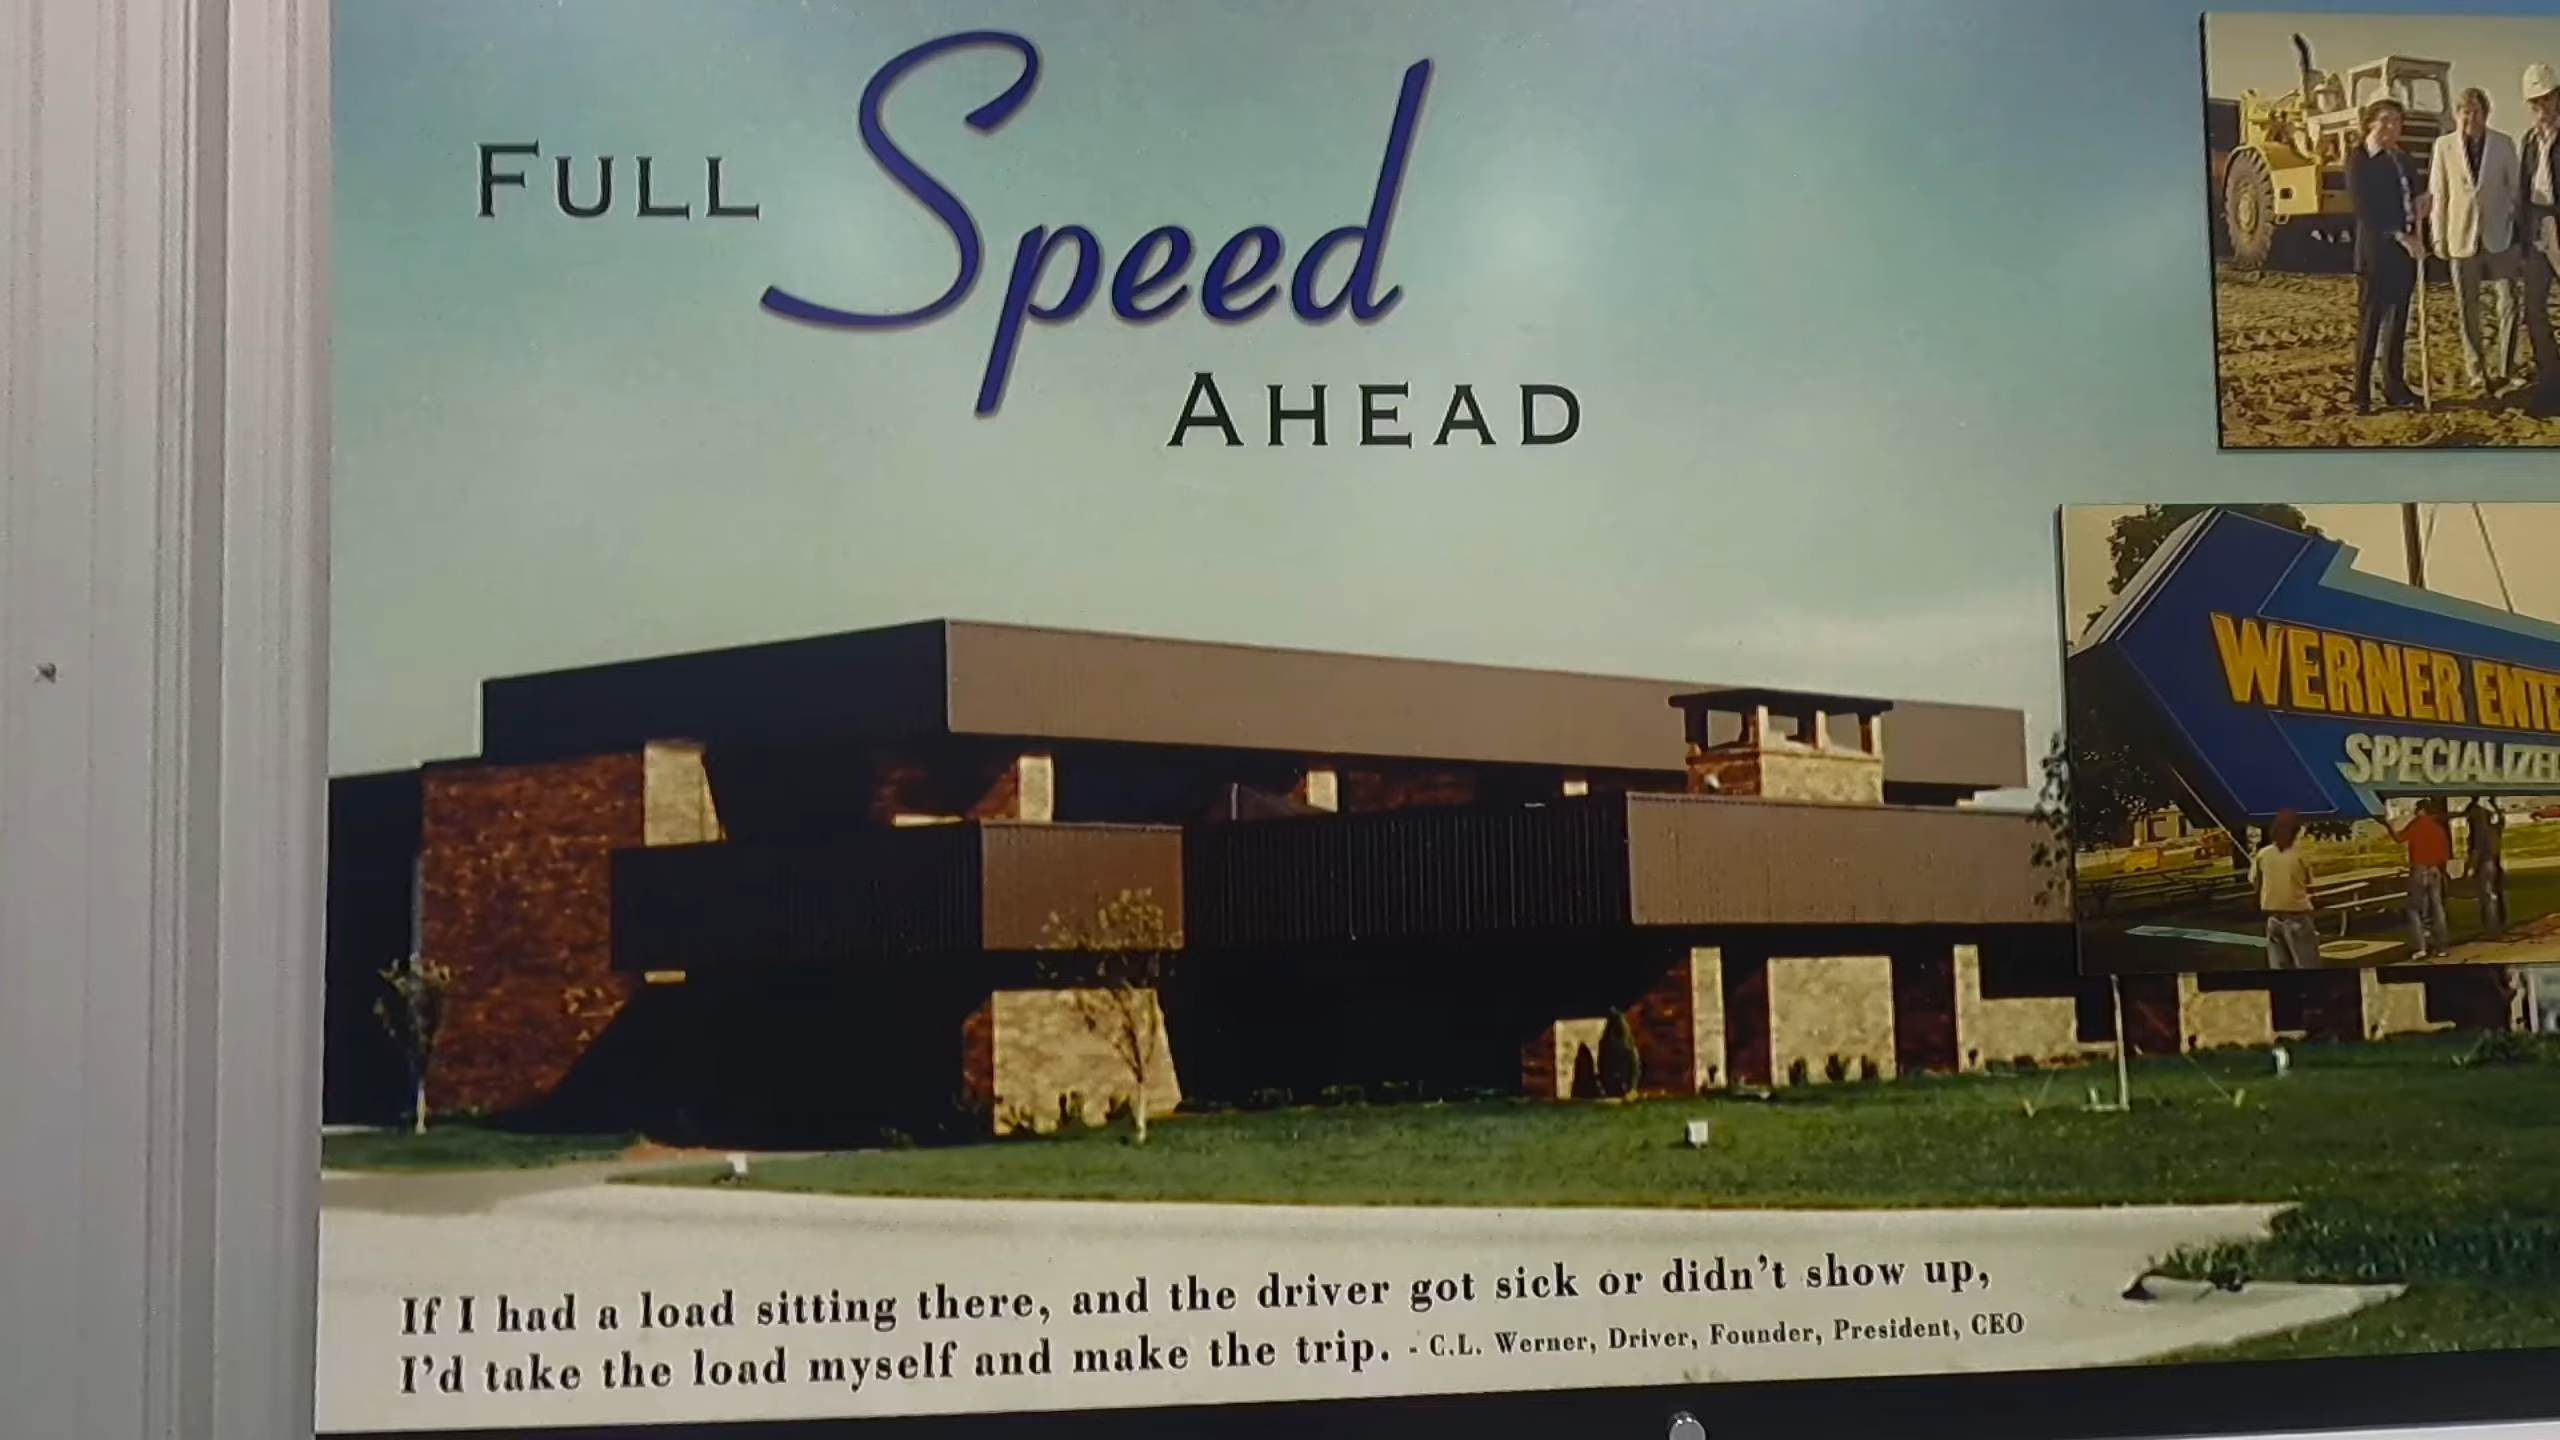 FULL
Speed
AHEAD
WERNER
SPECIALIZE
If I had a load sitting there, and the driver got sick or didn't show up,
I'd take the load myself and make the trip. - C.L. Werner, Driver, Founder, President, CEO